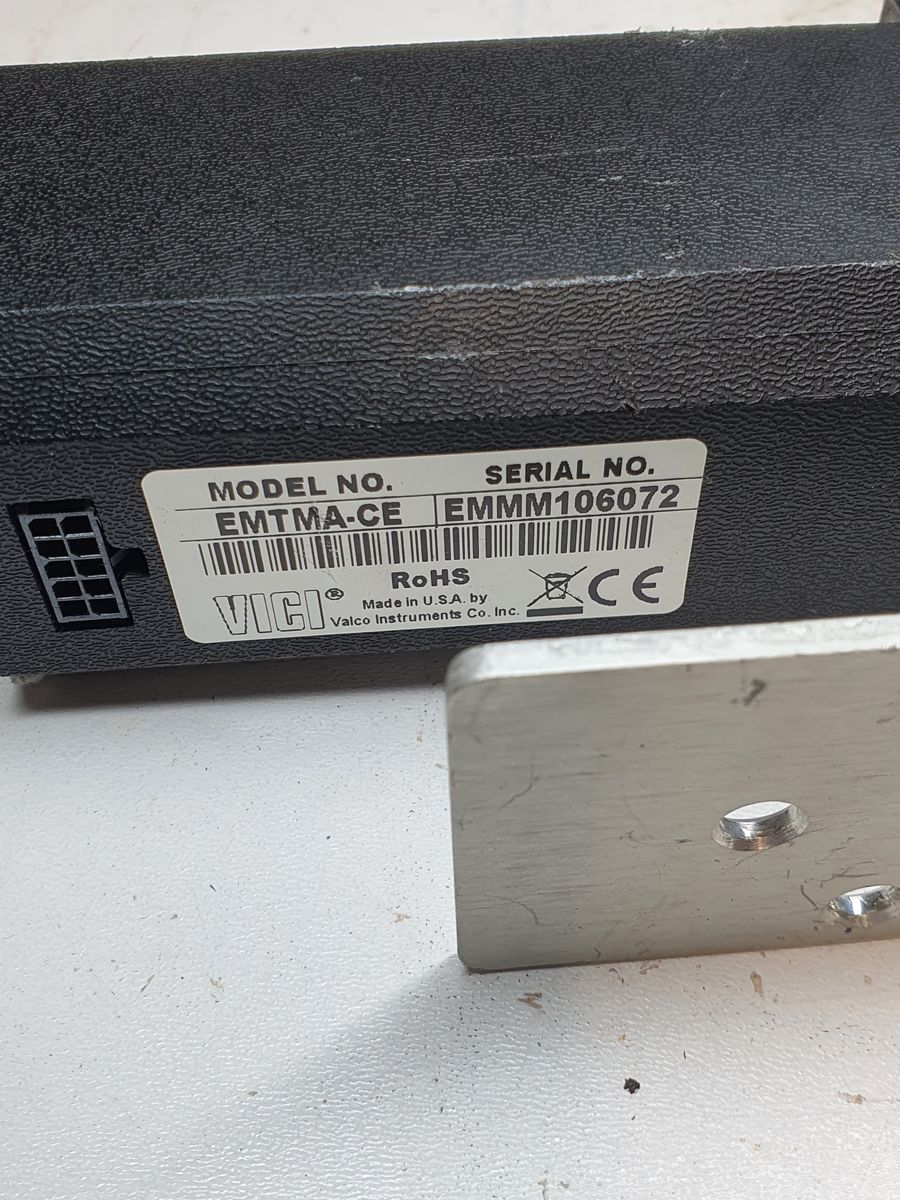 MODEL NO. SERIAL NO.
EMTMA-CE EMMM106072
RoHS
VICI® Made in U.S.A. by
Valco Instruments Co. Inc.
CE